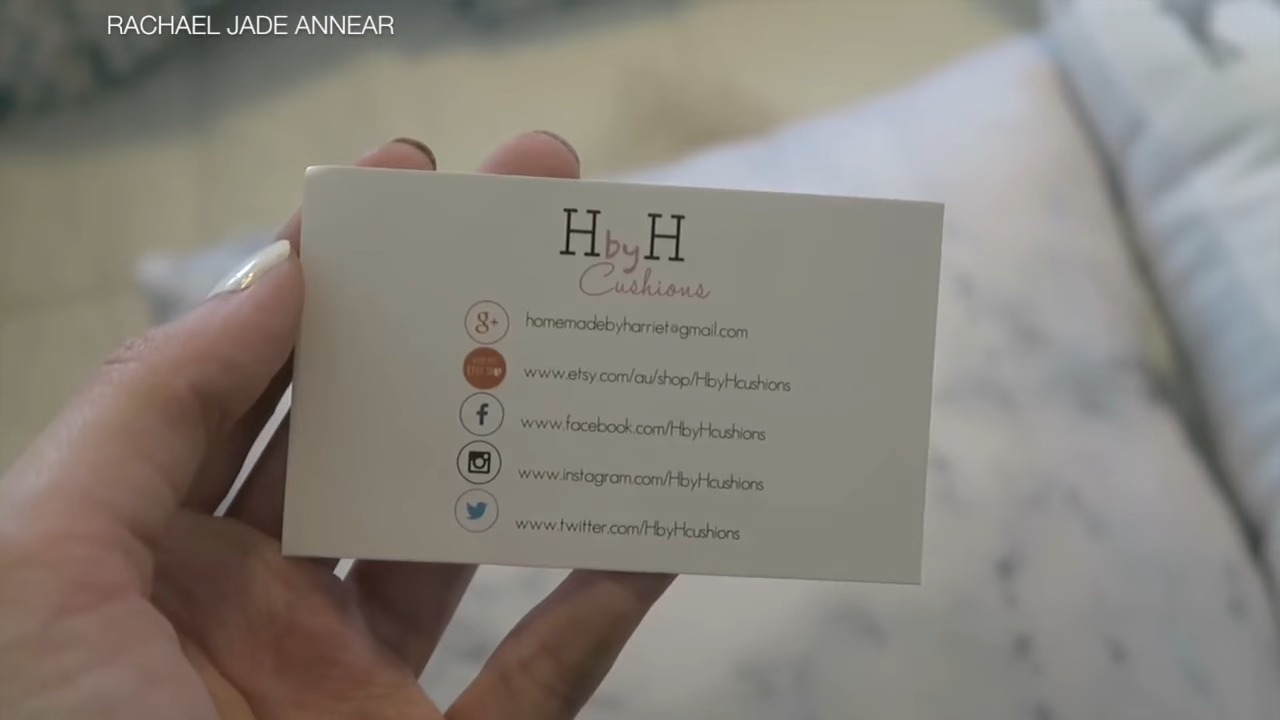 RACHAEL JADE ANNEAR
HbyH
Cushions
g+ homemadebyharriet@gmail.com
www.etsy.com/au/shop/HbyHcushions
f www.facebook.com/HbyHcushions
www.instagram.com/HbyHcushions
www.twitter.com/HbyHcushions